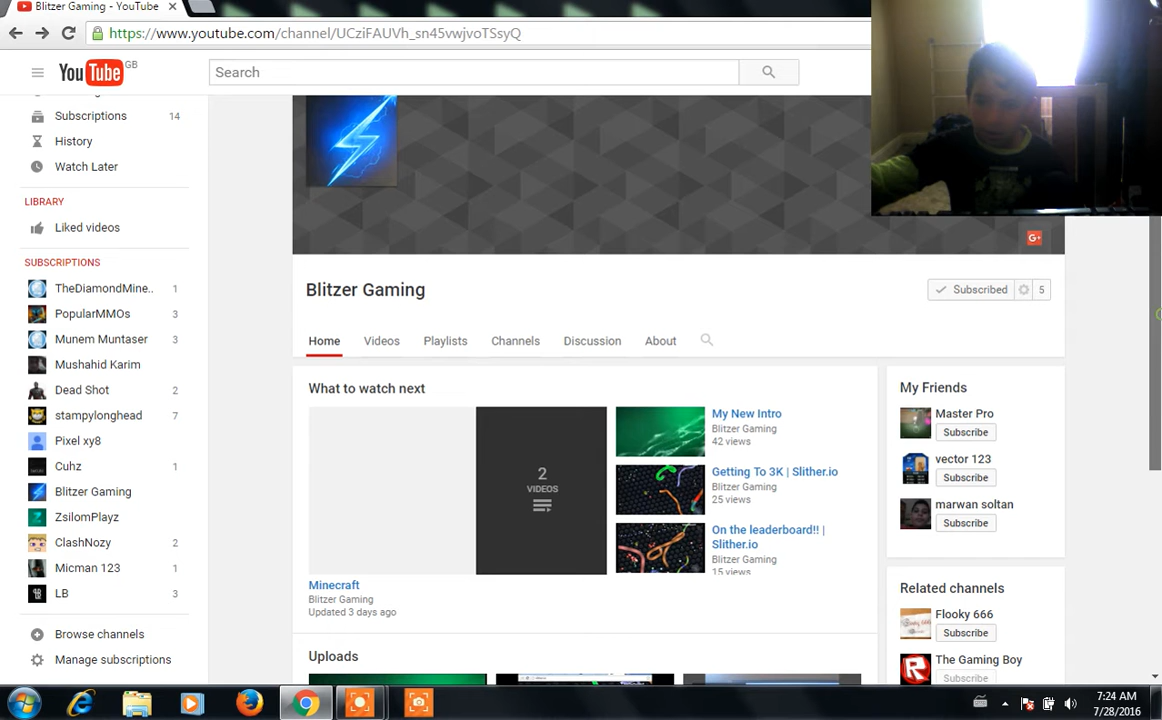 Blitzer Gaming - YouTube
https://www.youtube.com/channel/UCziFAUVh_sn45vwjvoTSsyQ
YouTube GB
Search
Subscriptions 14
History
Watch Later
LIBRARY
Liked videos
SUBSCRIPTIONS
TheDiamondMine.. 1
PopularMMOs 3
Munem Muntaser 3
Mushahid Karim
Dead Shot 2
stampylonghead 7
Pixel xy8
Cuhz 1
Blitzer Gaming
ZsilomPlayz
ClashNozy 2
Micman 123 1
LB 3
Browse channels
Manage subscriptions
G+
Blitzer Gaming
Subscribed 5
Home Videos Playlists Channels Discussion About
What to watch next
2
VIDEOS
Minecraft
Blitzer Gaming
Updated 3 days ago
My New Intro
Blitzer Gaming
42 views
Getting To 3K | Slither.io
Blitzer Gaming
25 views
On the leaderboard!! |
Slither.io
Blitzer Gaming
15 views
Uploads
My Friends
Master Pro
Subscribe
vector 123
Subscribe
marwan soltan
Subscribe
Related channels
Flooky 666
Subscribe
The Gaming Boy
Subscribe
7:24 AM
7/28/2016